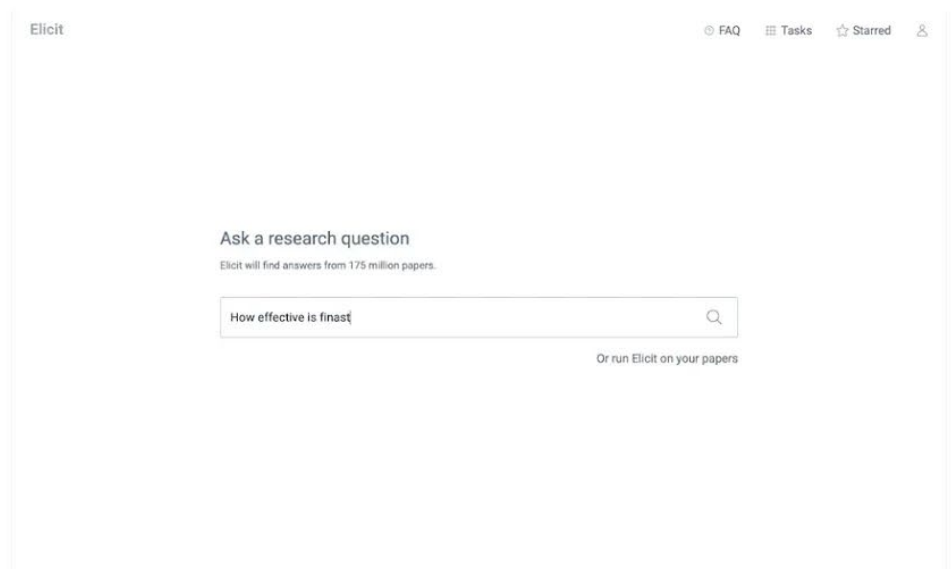 Elicit
FAQ Tasks Starred
Ask a research question
Elicit will find answers from 175 million papers.
How effective is finast
Or run Elicit on your papers